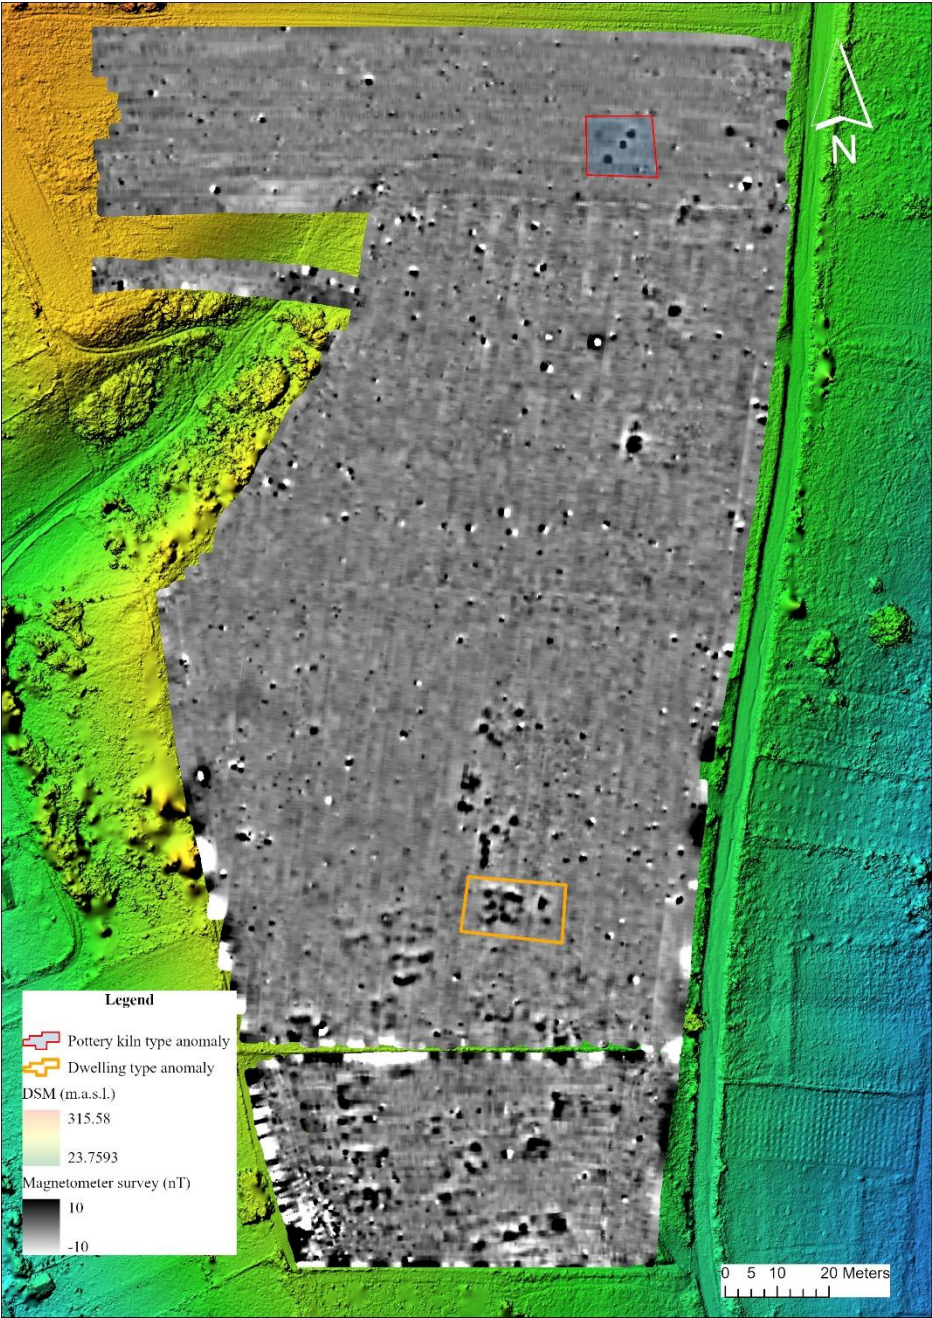 N
Legend
Pottery kiln type anomaly
Dwelling type anomaly
DSM (m.a.s.l.)
315.58
23.7593
Magnetometer survey (nT)
10
-10
0 5 10 20 Meters